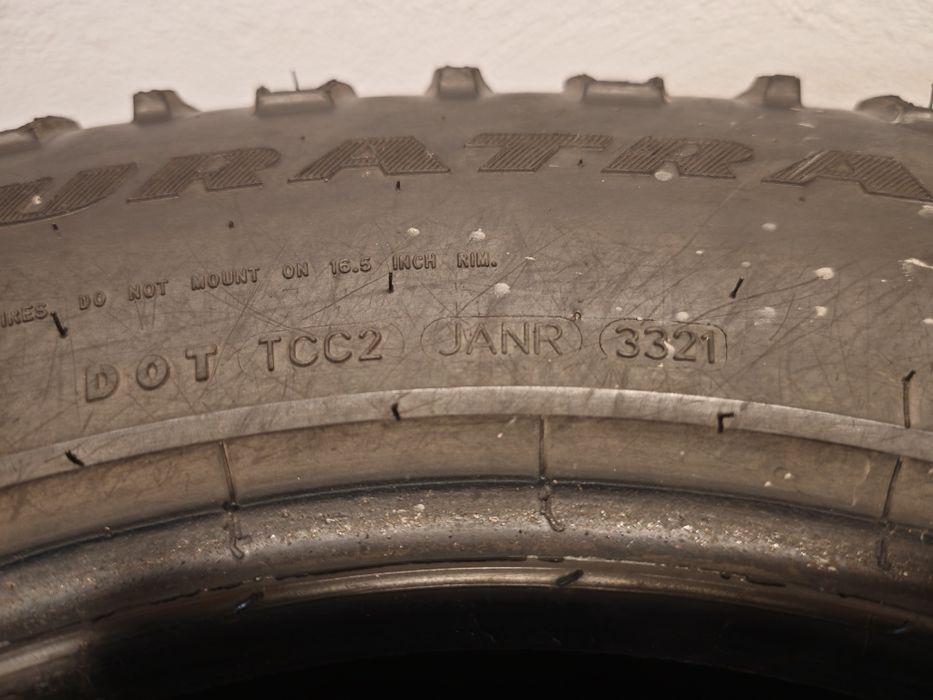 URATRA
IRES. DO NOT MOUNT ON 16.5 INCH RIM.
DOT TCC2 JANR 3321